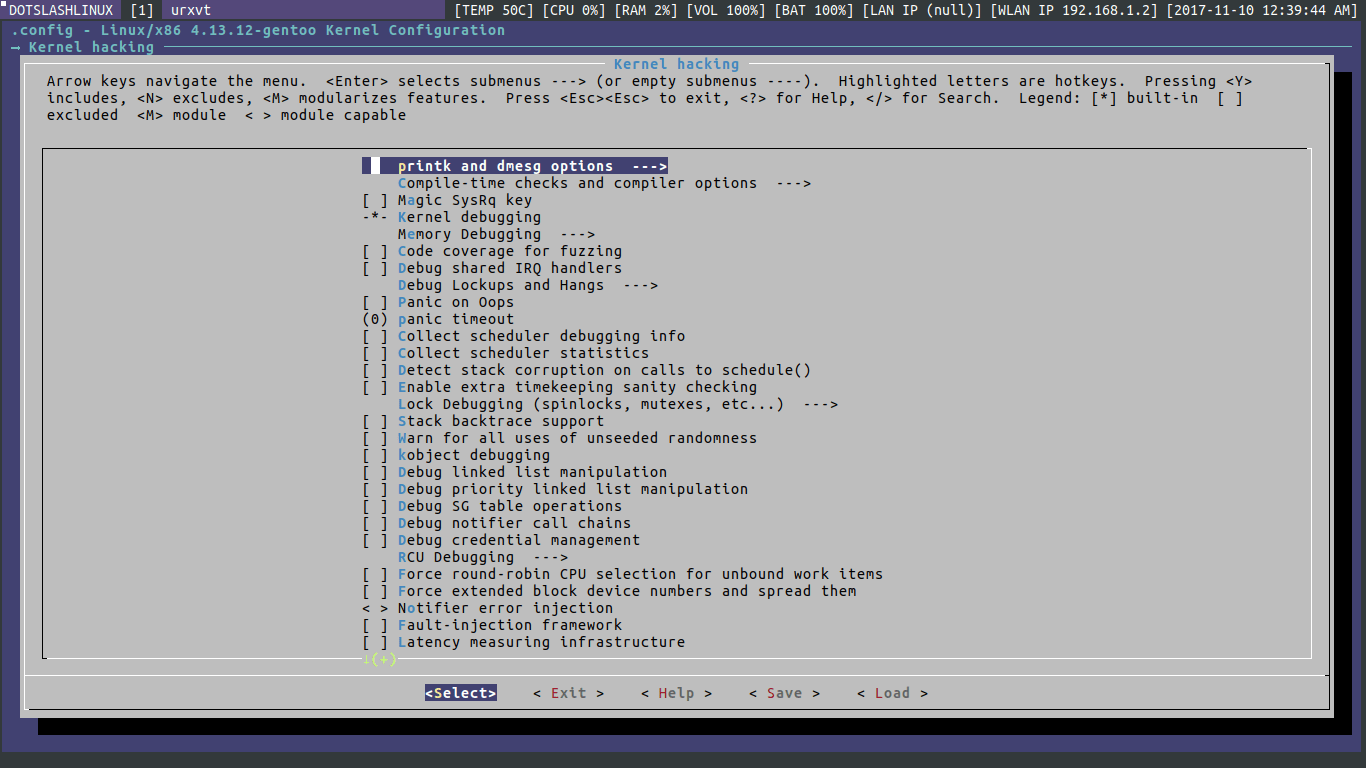 DOTSLASHLINUX [1] urxvt [TEMP 50C] [CPU 0%] [RAM 2%] [VOL 100%] [BAT 100%] [LAN IP (null)] [WLAN IP 192.168.1.2] [2017-11-10 12:39:44 AM]
.config - Linux/x86 4.13.12-gentoo Kernel Configuration
→ Kernel hacking
Kernel hacking
Arrow keys navigate the menu.  <Enter> selects submenus ---> (or empty submenus ----).  Highlighted letters are hotkeys.  Pressing <Y>
includes, <N> excludes, <M> modularizes features.  Press <Esc><Esc> to exit, <?> for Help, </> for Search.  Legend: [*] built-in  [ ]
excluded  <M> module  < > module capable
printk and dmesg options  --->
Compile-time checks and compiler options  --->
[ ] Magic SysRq key
-*- Kernel debugging
Memory Debugging  --->
[ ] Code coverage for fuzzing
[ ] Debug shared IRQ handlers
Debug Lockups and Hangs  --->
[ ] Panic on Oops
(0) panic timeout
[ ] Collect scheduler debugging info
[ ] Collect scheduler statistics
[ ] Detect stack corruption on calls to schedule()
[ ] Enable extra timekeeping sanity checking
Lock Debugging (spinlocks, mutexes, etc...)  --->
[ ] Stack backtrace support
[ ] Warn for all uses of unseeded randomness
[ ] kobject debugging
[ ] Debug linked list manipulation
[ ] Debug priority linked list manipulation
[ ] Debug SG table operations
[ ] Debug notifier call chains
[ ] Debug credential management
RCU Debugging  --->
[ ] Force round-robin CPU selection for unbound work items
[ ] Force extended block device numbers and spread them
< > Notifier error injection
[ ] Fault-injection framework
[ ] Latency measuring infrastructure
↓(+)
<Select>    < Exit >    < Help >    < Save >    < Load >